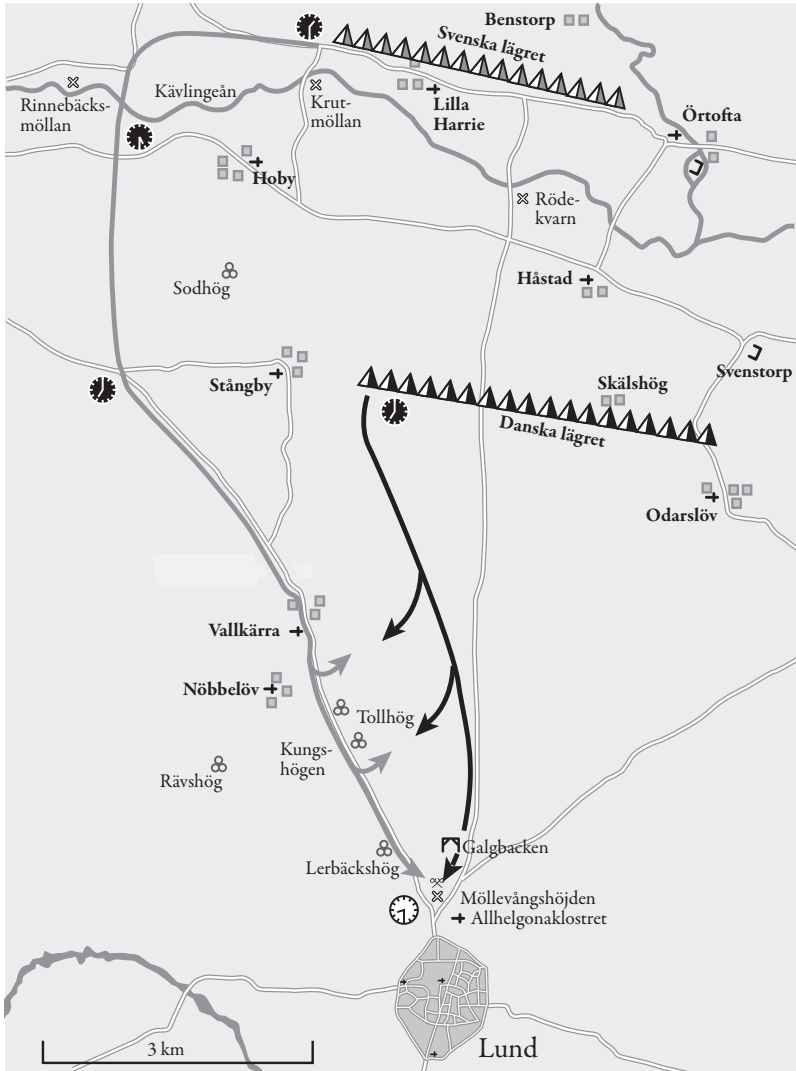 Benstorp
Svenska lägret
Kävlingeån
Rinnebäcks-
möllan
Krut-
möllan
Lilla
Harrie
Örtofta
Hoby
Röde-
kvarn
Sodhög
Håstad
Stångby
Skälshög
Svenstorp
Danska lägret
Odarslöv
Vallkärra
Nöbbelöv
Tollhög
Kungs-
högen
Rävshög
Galgbacken
Lerbäckshög
Möllevångshöjden
Allhelgonaklostret
3 km
Lund